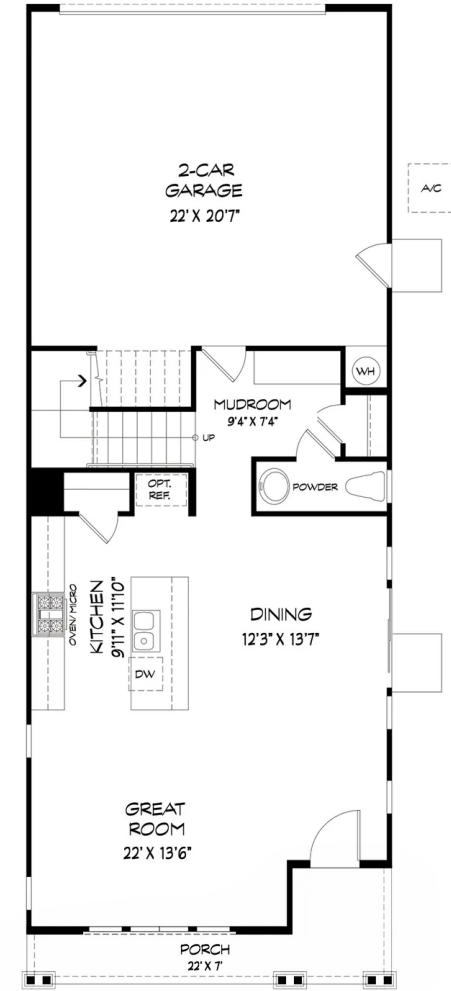 2-CAR
GARAGE
22' X 20'7"
A/C
WH
MUDROOM
9'4" X 7'4"
UP
OPT.
REF.
POWDER
OVEN/ MICRO
KITCHEN
9'11" X 11'10"
DINING
12'3" X 13'7"
DW
GREAT
ROOM
22' X 13'6"
PORCH
22' X 7'